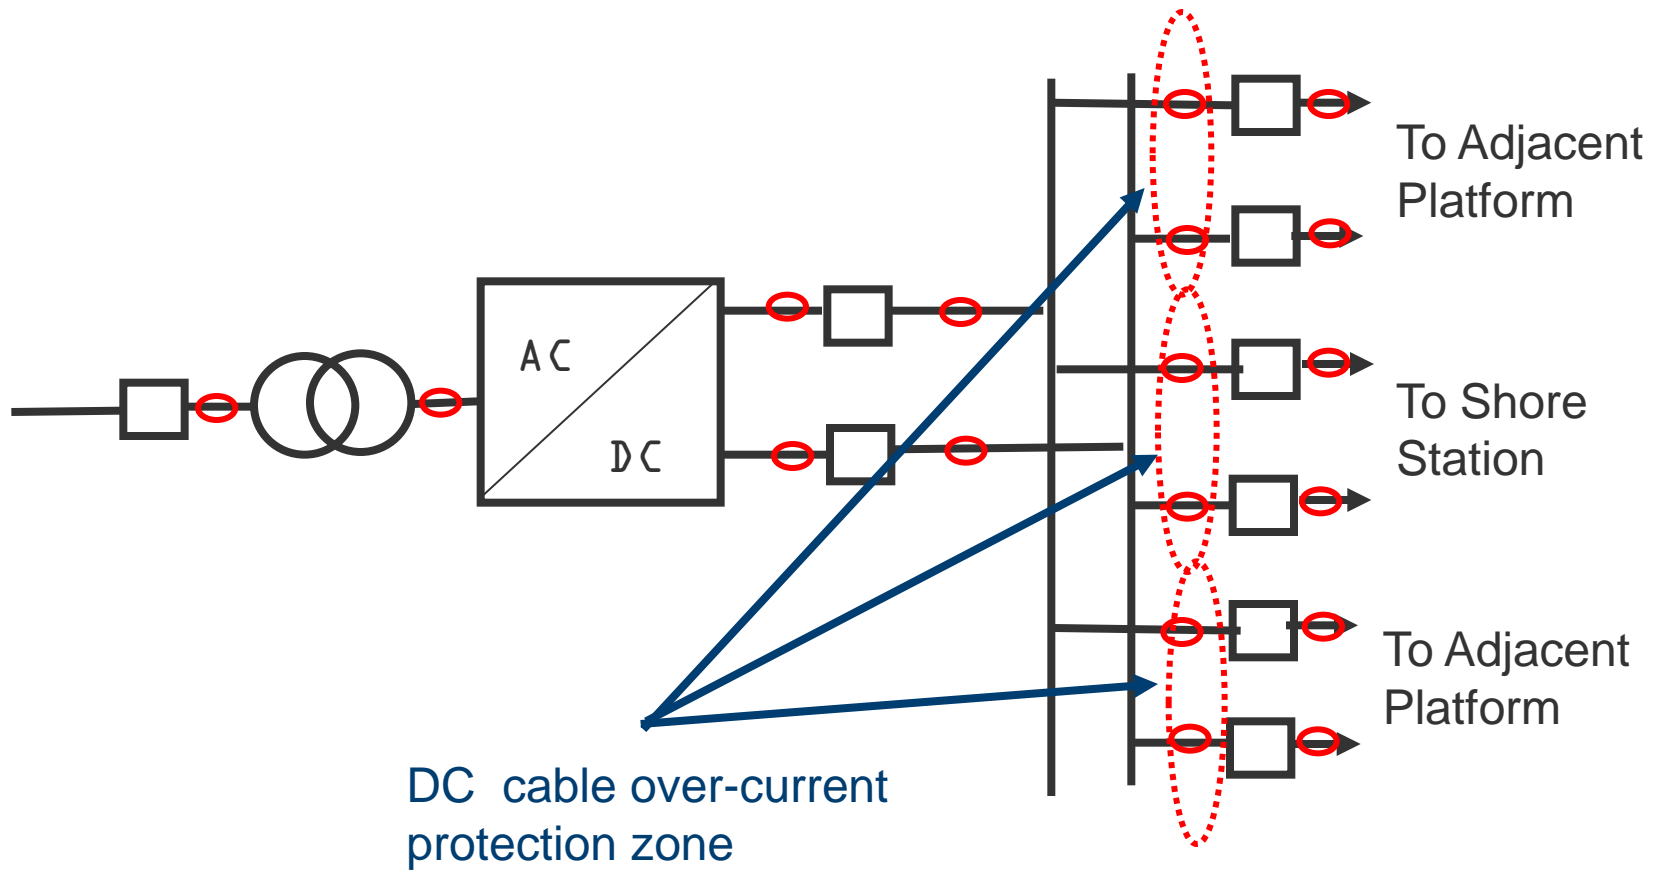 To Adjacent
Platform
AC
DC
To Shore
Station
To Adjacent
Platform
DC  cable over-current
protection zone